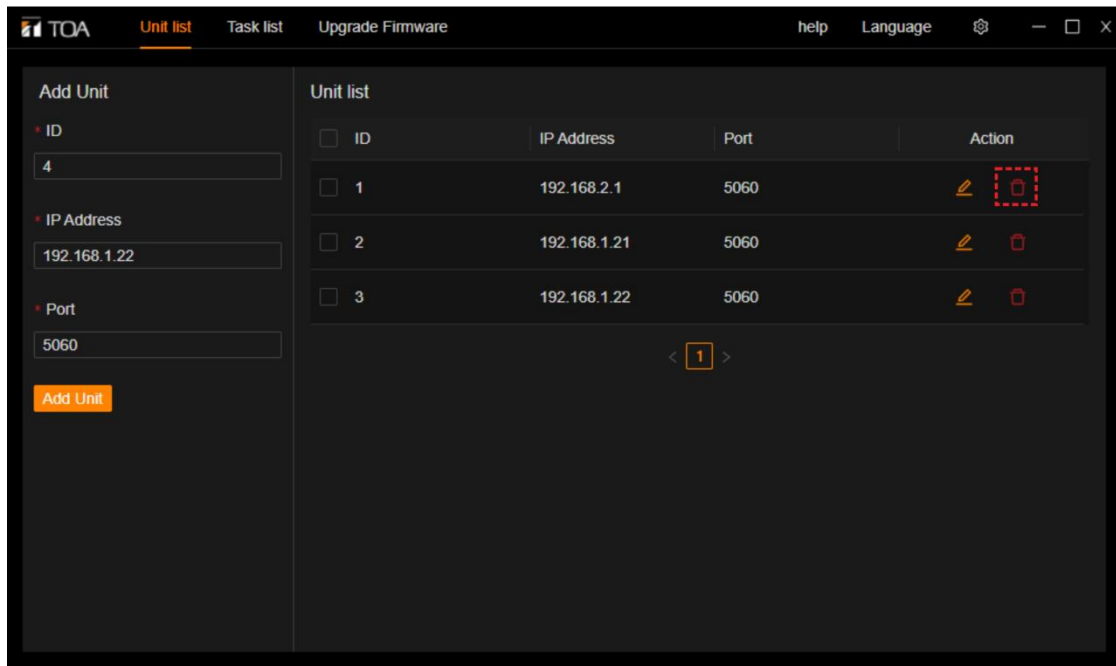 TOA Unit list Task list Upgrade Firmware help Language
Add Unit
* ID
4
* IP Address
192.168.1.22
* Port
5060
Add Unit
Unit list
ID IP Address Port Action
1 192.168.2.1 5060
2 192.168.1.21 5060
3 192.168.1.22 5060
< 1 >